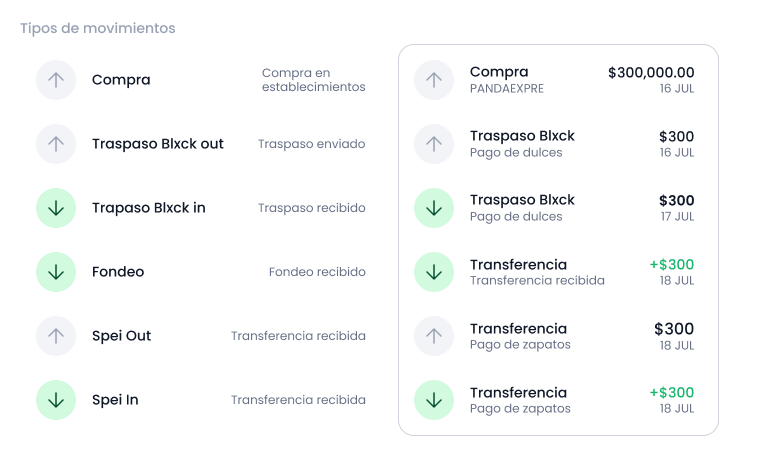 Tipos de movimientos
Compra
Compra en
establecimientos
Traspaso Blxck out
Traspaso enviado
Trapaso Blxck in
Traspaso recibido
Fondeo
Fondeo recibido
Spei Out
Transferencia recibida
Spei In
Transferencia recibida
Compra
$300,000.00
PANDAEXPRE
16 JUL
Traspaso Blxck
$300
Pago de dulces
16 JUL
Traspaso Blxck
$300
Pago de dulces
17 JUL
Transferencia
+$300
Transferencia recibida
18 JUL
Transferencia
$300
Pago de zapatos
18 JUL
Transferencia
+$300
Pago de zapatos
18 JUL